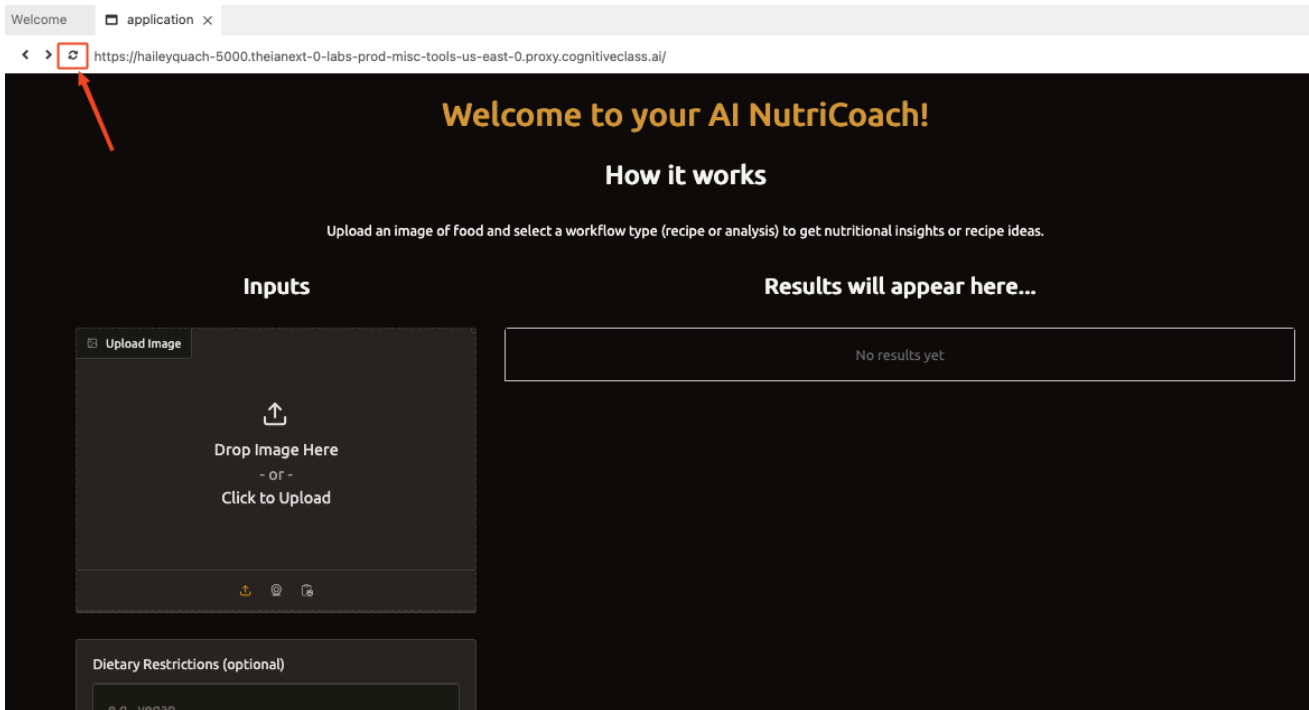 Welcome
application
https://haileyquach-5000.theianext-0-labs-prod-misc-tools-us-east-0.proxy.cognitiveclass.ai/
Welcome to your AI NutriCoach!
How it works
Upload an image of food and select a workflow type (recipe or analysis) to get nutritional insights or recipe ideas.
Inputs
Results will appear here...
Upload Image
No results yet
Drop Image Here
- or -
Click to Upload
Dietary Restrictions (optional)
e.g., vegan